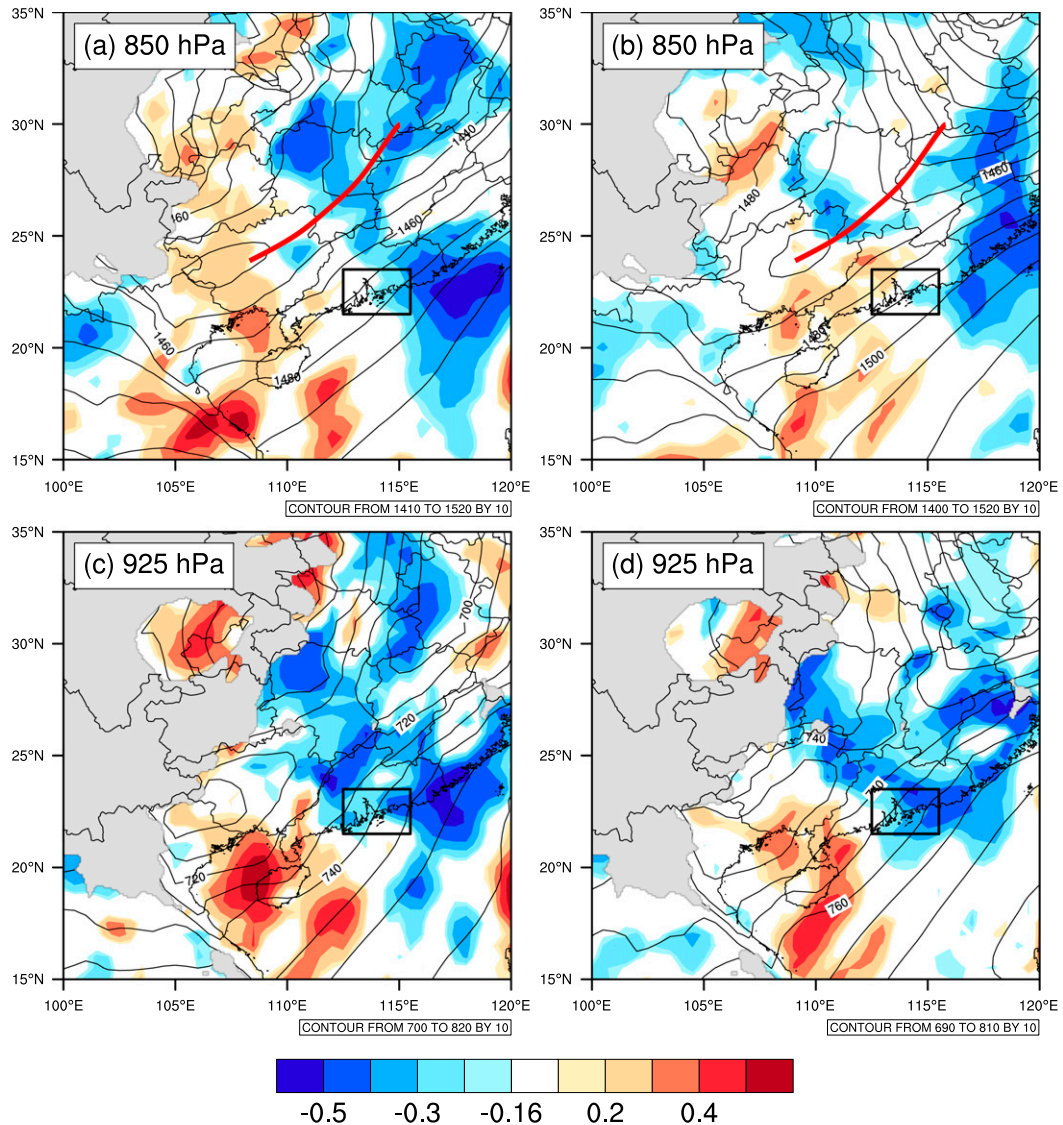 35°N
(a) 850 hPa
30°N
1440
1460
25°N
1460
20°N
1480
15°N
100°E
105°E
110°E
115°E
120°E
CONTOUR FROM 1410 TO 1520 BY 10
35°N
(b) 850 hPa
30°N
1460
1480
25°N
1480
20°N
1500
15°N
100°E
105°E
110°E
115°E
120°E
CONTOUR FROM 1400 TO 1520 BY 10
35°N
(c) 925 hPa
700
30°N
720
25°N
20°N
720
740
15°N
100°E
105°E
110°E
115°E
120°E
CONTOUR FROM 700 TO 820 BY 10
35°N
(d) 925 hPa
30°N
740
25°N
20°N
760
15°N
100°E
105°E
110°E
115°E
120°E
CONTOUR FROM 690 TO 810 BY 10
-0.5
-0.3
-0.16
0.2
0.4